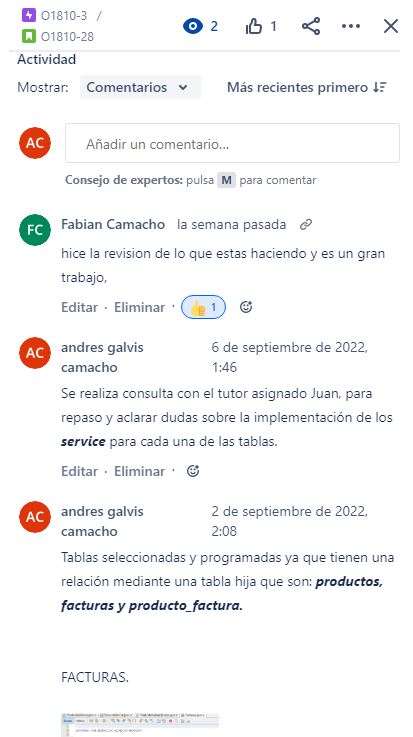 O1810-3 /
O1810-28
2
1
Actividad
Mostrar: Comentarios Más recientes primero
AC
Añadir un comentario...
Consejo de expertos: pulsa M para comentar
FC Fabian Camacho la semana pasada
hice la revision de lo que estas haciendo y es un gran
trabajo,
Editar · Eliminar · 👍 1
AC andres galvis 6 de septiembre de 2022,
camacho 1:46
Se realiza consulta con el tutor asignado Juan, para
repaso y aclarar dudas sobre la implementación de los
service para cada una de las tablas.
Editar · Eliminar ·
AC andres galvis 2 de septiembre de 2022,
camacho 2:08
Tablas seleccionadas y programadas ya que tienen una
relación mediante una tabla hija que son: productos,
facturas y producto_factura.
FACTURAS.